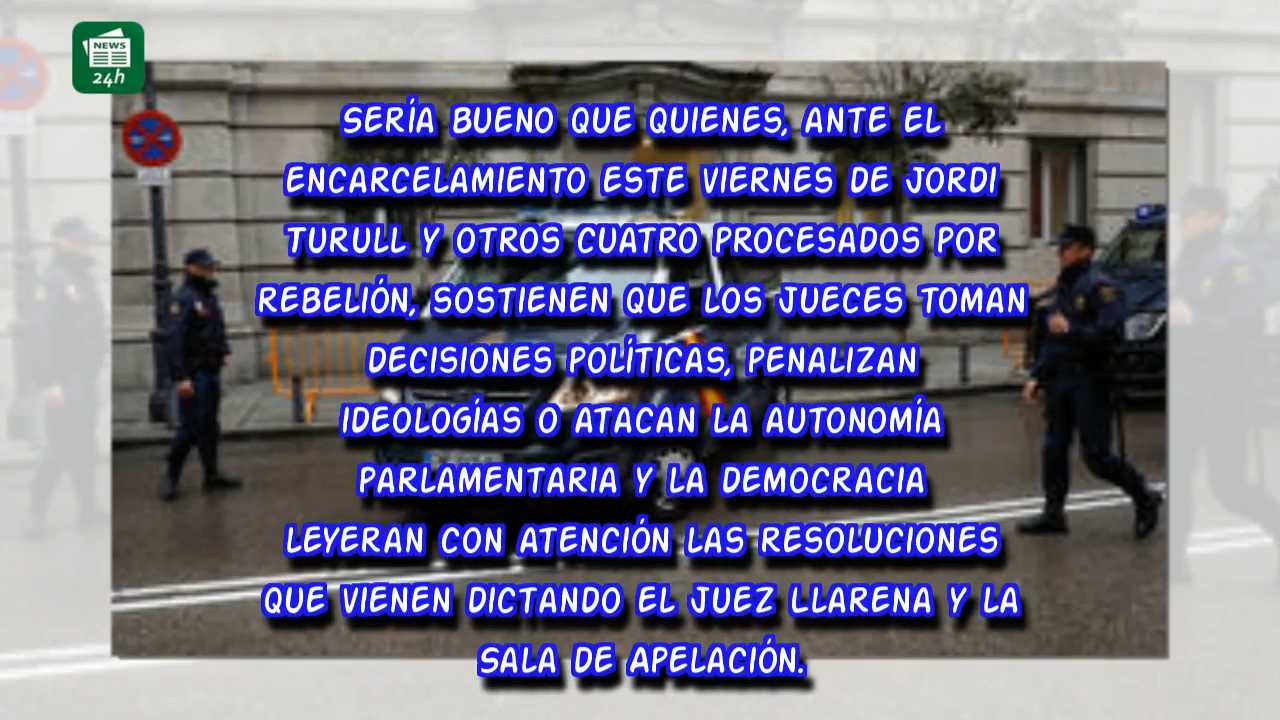 NEWS
24h
SERÍA BUENO QUE QUIENES, ANTE EL
ENCARCELAMIENTO ESTE VIERNES DE JORDI
TURULL Y OTROS CUATRO PROCESADOS POR
REBELIÓN, SOSTIENEN QUE LOS JUECES TOMAN
DECISIONES POLÍTICAS, PENALIZAN
IDEOLOGÍAS O ATACAN LA AUTONOMÍA
PARLAMENTARIA Y LA DEMOCRACIA
LEYERAN CON ATENCIÓN LAS RESOLUCIONES
QUE VIENEN DICTANDO EL JUEZ LLARENA Y LA
SALA DE APELACIÓN.